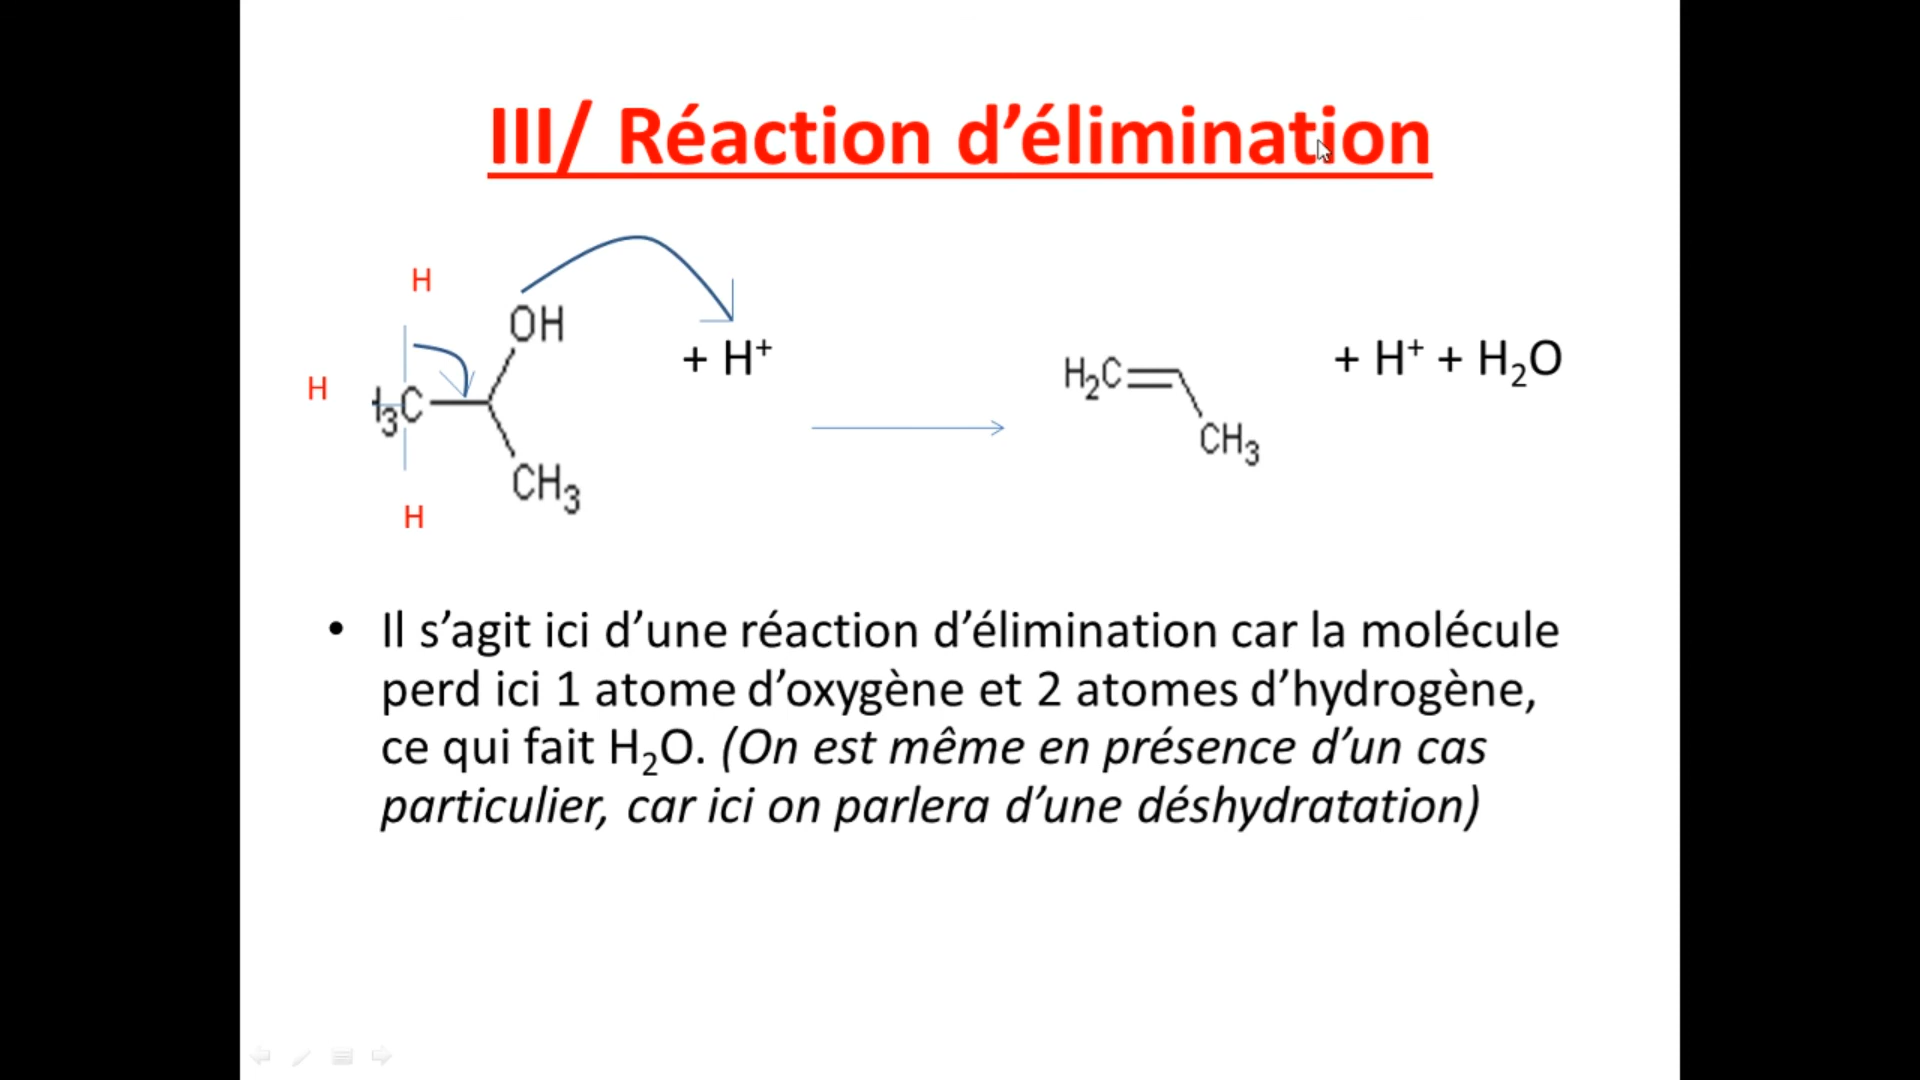 III/ Réaction d’élimination
H
OH
+ H⁺
+ H⁺ + H₂O
H₂C
H
₃C
CH₃
CH₃
H
• Il s’agit ici d’une réaction d’élimination car la molécule
perd ici 1 atome d’oxygène et 2 atomes d’hydrogène,
ce qui fait H₂O. (On est même en présence d’un cas
particulier, car ici on parlera d’une déshydratation)